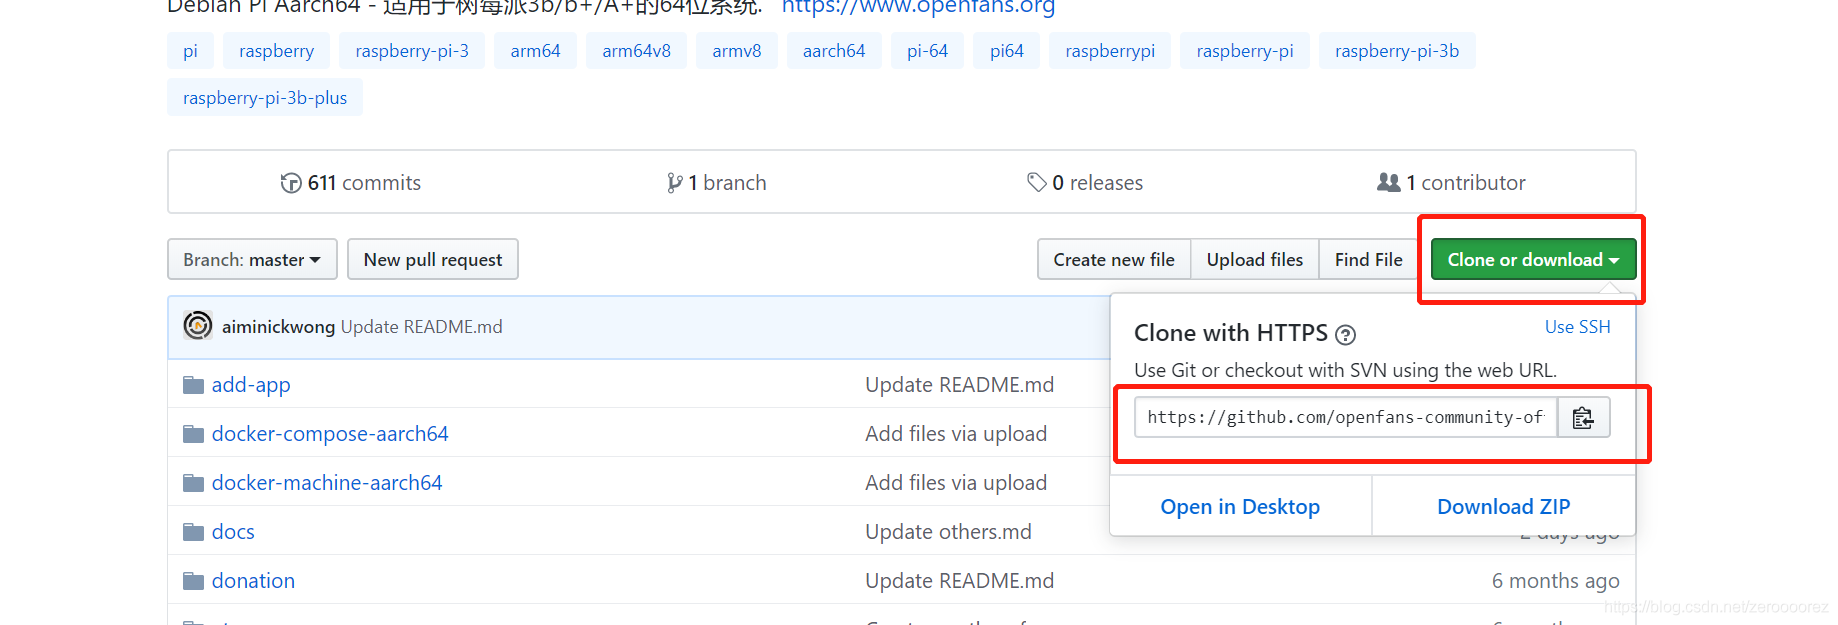 Debian Pi Aarch64 - 适用于树莓派3b/b+/A+的64位系统. https://www.openfans.org
pi raspberry raspberry-pi-3 arm64 arm64v8 armv8 aarch64 pi-64 pi64 raspberrypi raspberry-pi raspberry-pi-3b
raspberry-pi-3b-plus
611 commits 1 branch 0 releases 1 contributor
Branch: master New pull request Create new file Upload files Find File Clone or download
aiminickwong Update README.md
Clone with HTTPS ? Use SSH
Use Git or checkout with SVN using the web URL.
https://github.com/openfans-community-of
Open in Desktop Download ZIP
add-app Update README.md
docker-compose-aarch64 Add files via upload
docker-machine-aarch64 Add files via upload
docs Update others.md 2 days ago
donation Update README.md 6 months ago
https://blog.csdn.net/zeroooorez